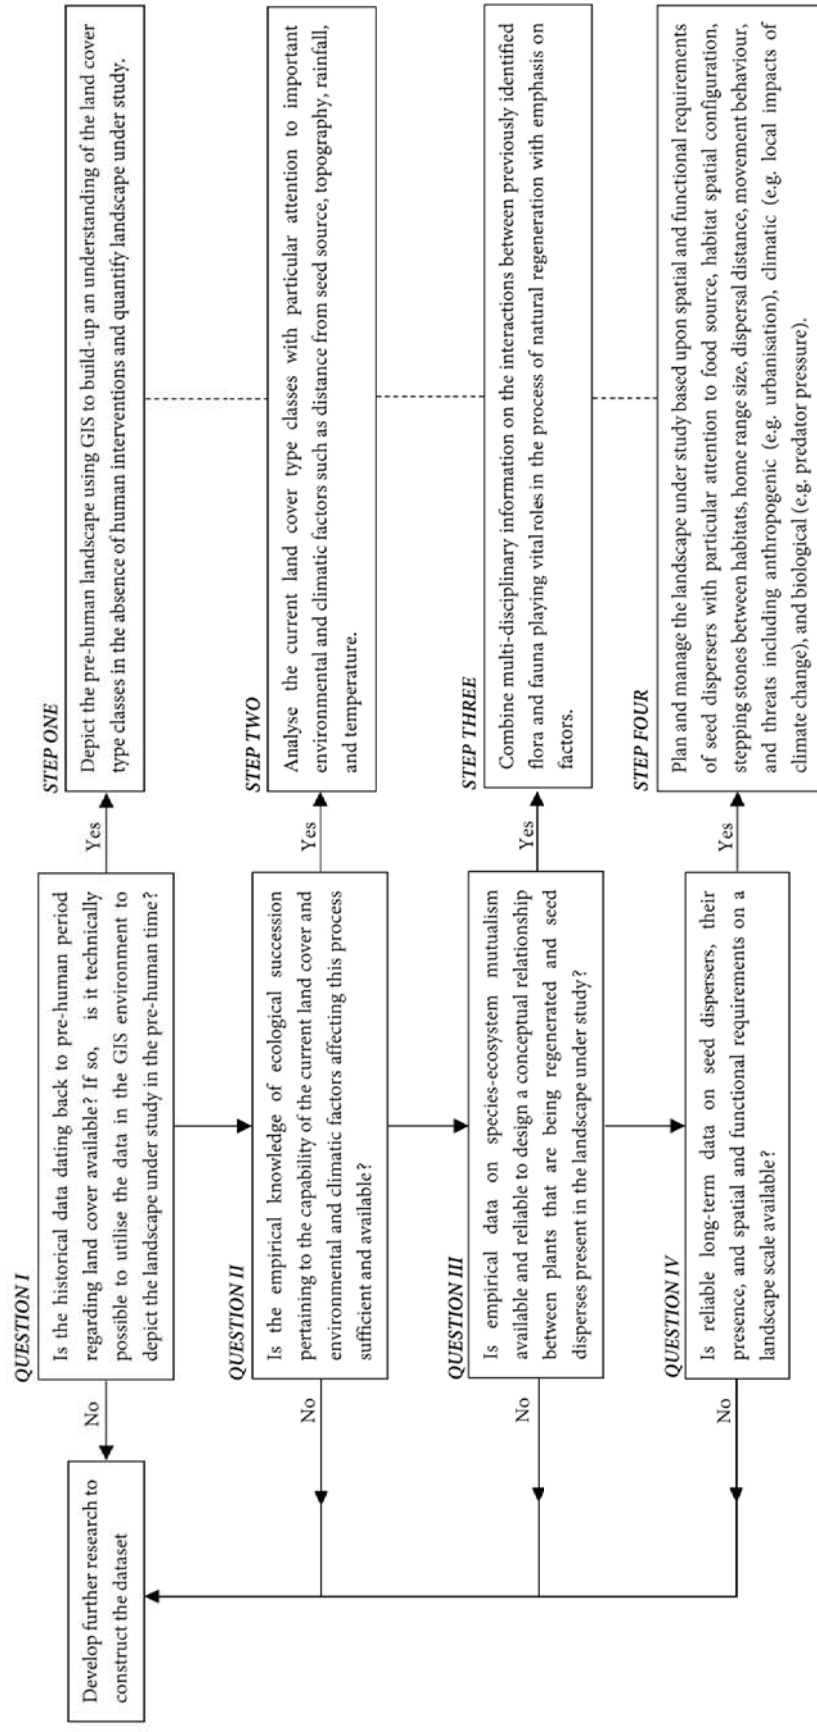 Develop further research to
construct the dataset
No
QUESTION I
Is the historical data dating back to pre-human period
regarding land cover available? If so, is it technically
possible to utilise the data in the GIS environment to
depict the landscape under study in the pre-human time?
Yes
STEP ONE
Depict the pre-human landscape using GIS to build-up an understanding of the land cover
type classes in the absence of human interventions and quantify landscape under study.
No
QUESTION II
Is the empirical knowledge of ecological succession
pertaining to the capability of the current land cover and
environmental and climatic factors affecting this process
sufficient and available?
Yes
STEP TWO
Analyse the current land cover type classes with particular attention to important
environmental and climatic factors such as distance from seed source, topography, rainfall,
and temperature.
No
QUESTION III
Is empirical data on species-ecosystem mutualism
available and reliable to design a conceptual relationship
between plants that are being regenerated and seed
disperses present in the landscape under study?
Yes
STEP THREE
Combine multi-disciplinary information on the interactions between previously identified
flora and fauna playing vital roles in the process of natural regeneration with emphasis on
factors.
No
QUESTION IV
Is reliable long-term data on seed dispersers, their
presence, and spatial and functional requirements on a
landscape scale available?
Yes
STEP FOUR
Plan and manage the landscape under study based upon spatial and functional requirements
of seed dispersers with particular attention to food source, habitat spatial configuration,
stepping stones between habitats, home range size, dispersal distance, movement behaviour,
and threats including anthropogenic (e.g. urbanisation), climatic (e.g. local impacts of
climate change), and biological (e.g. predator pressure).